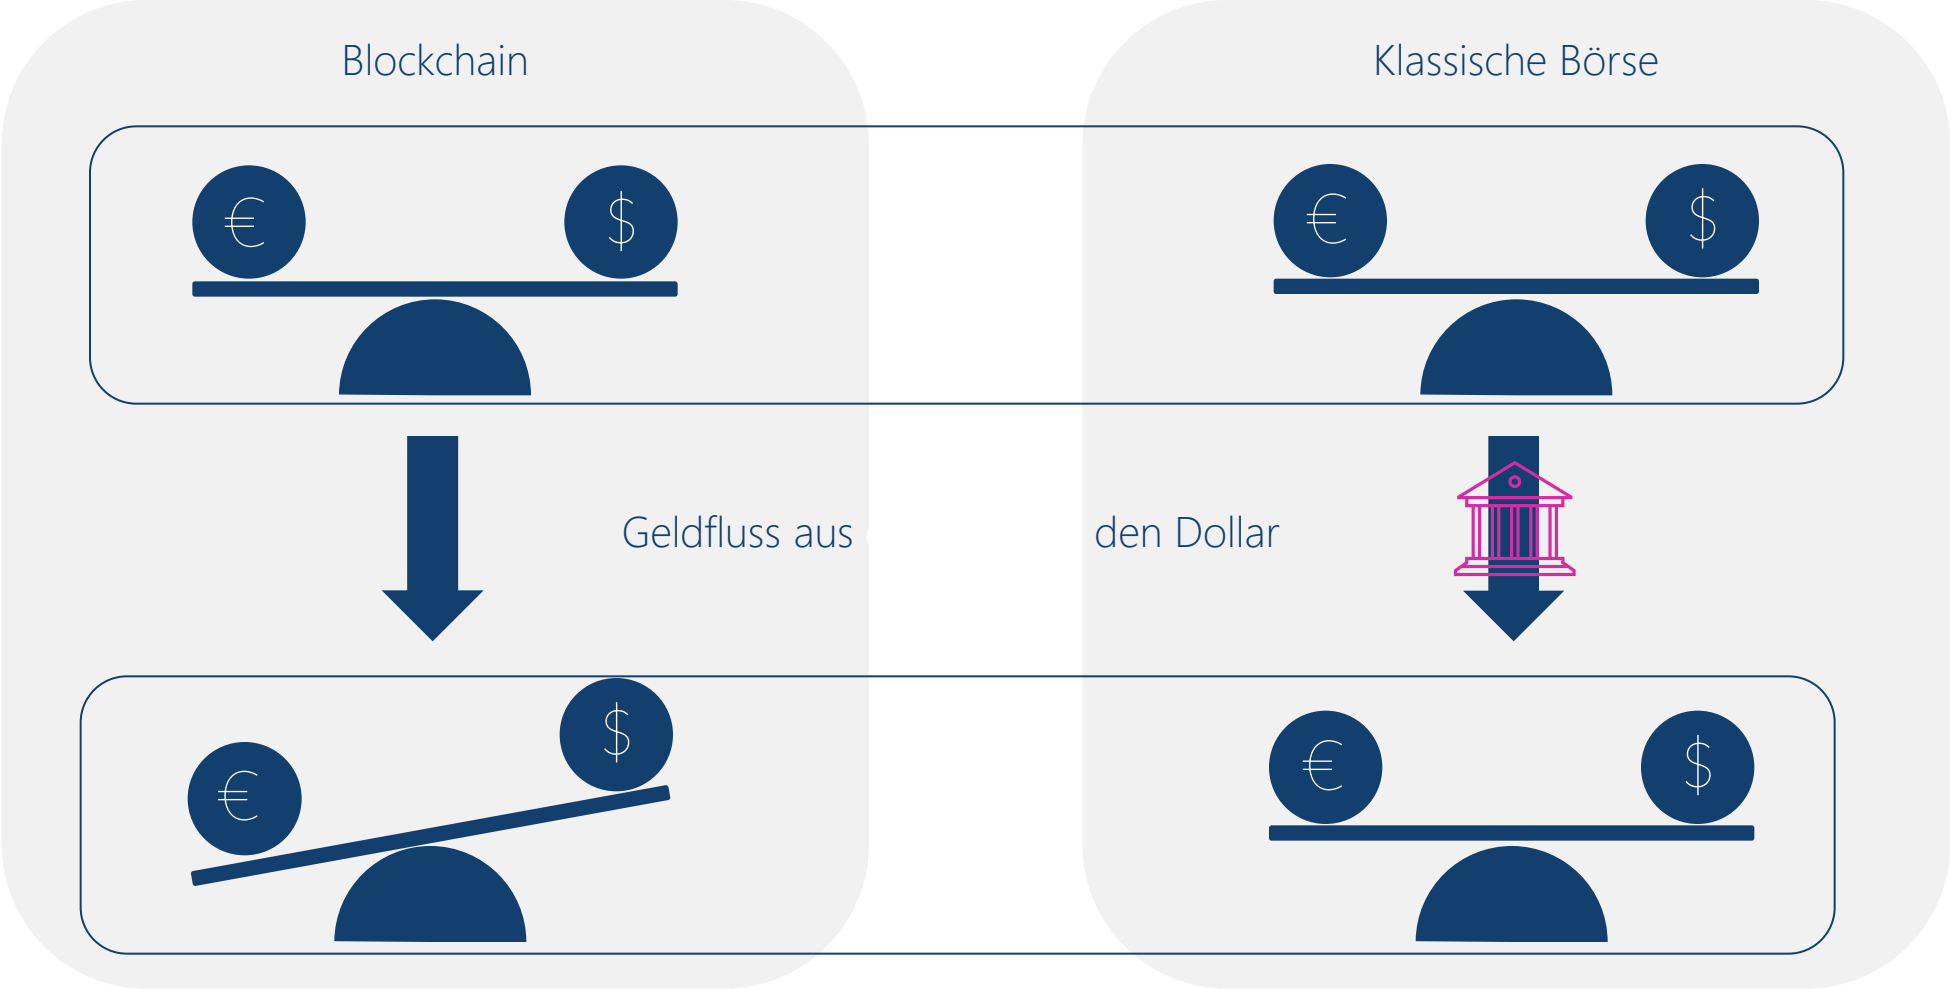 Blockchain
Klassische Börse
€ $
€ $
Geldfluss aus den Dollar
€ $
€ $